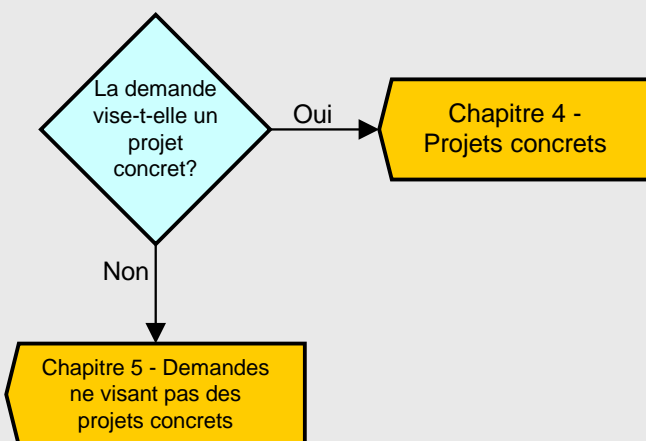 La demande
vise-t-elle un
projet
concret?
Oui
Chapitre 4 -
Projets concrets
Non
Chapitre 5 - Demandes
ne visant pas des
projets concrets